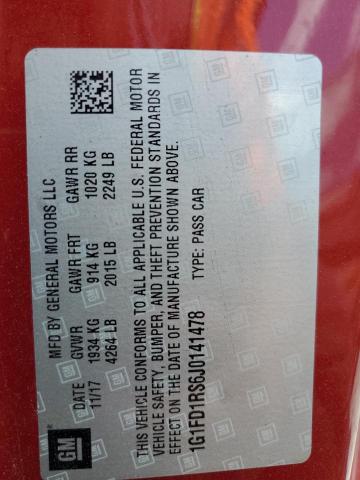 GM
MFD BY GENERAL MOTORS LLC
DATE GVWR GAWR FRT GAWR RR
11/17 1934 KG 914 KG 1020 KG
4264 LB 2015 LB 2249 LB
THIS VEHICLE CONFORMS TO ALL APPLICABLE U.S. FEDERAL MOTOR
VEHICLE SAFETY, BUMPER, AND THEFT PREVENTION STANDARDS IN
EFFECT ON THE DATE OF MANUFACTURE SHOWN ABOVE.
1G1FD1RS6J0141478 TYPE: PASS CAR